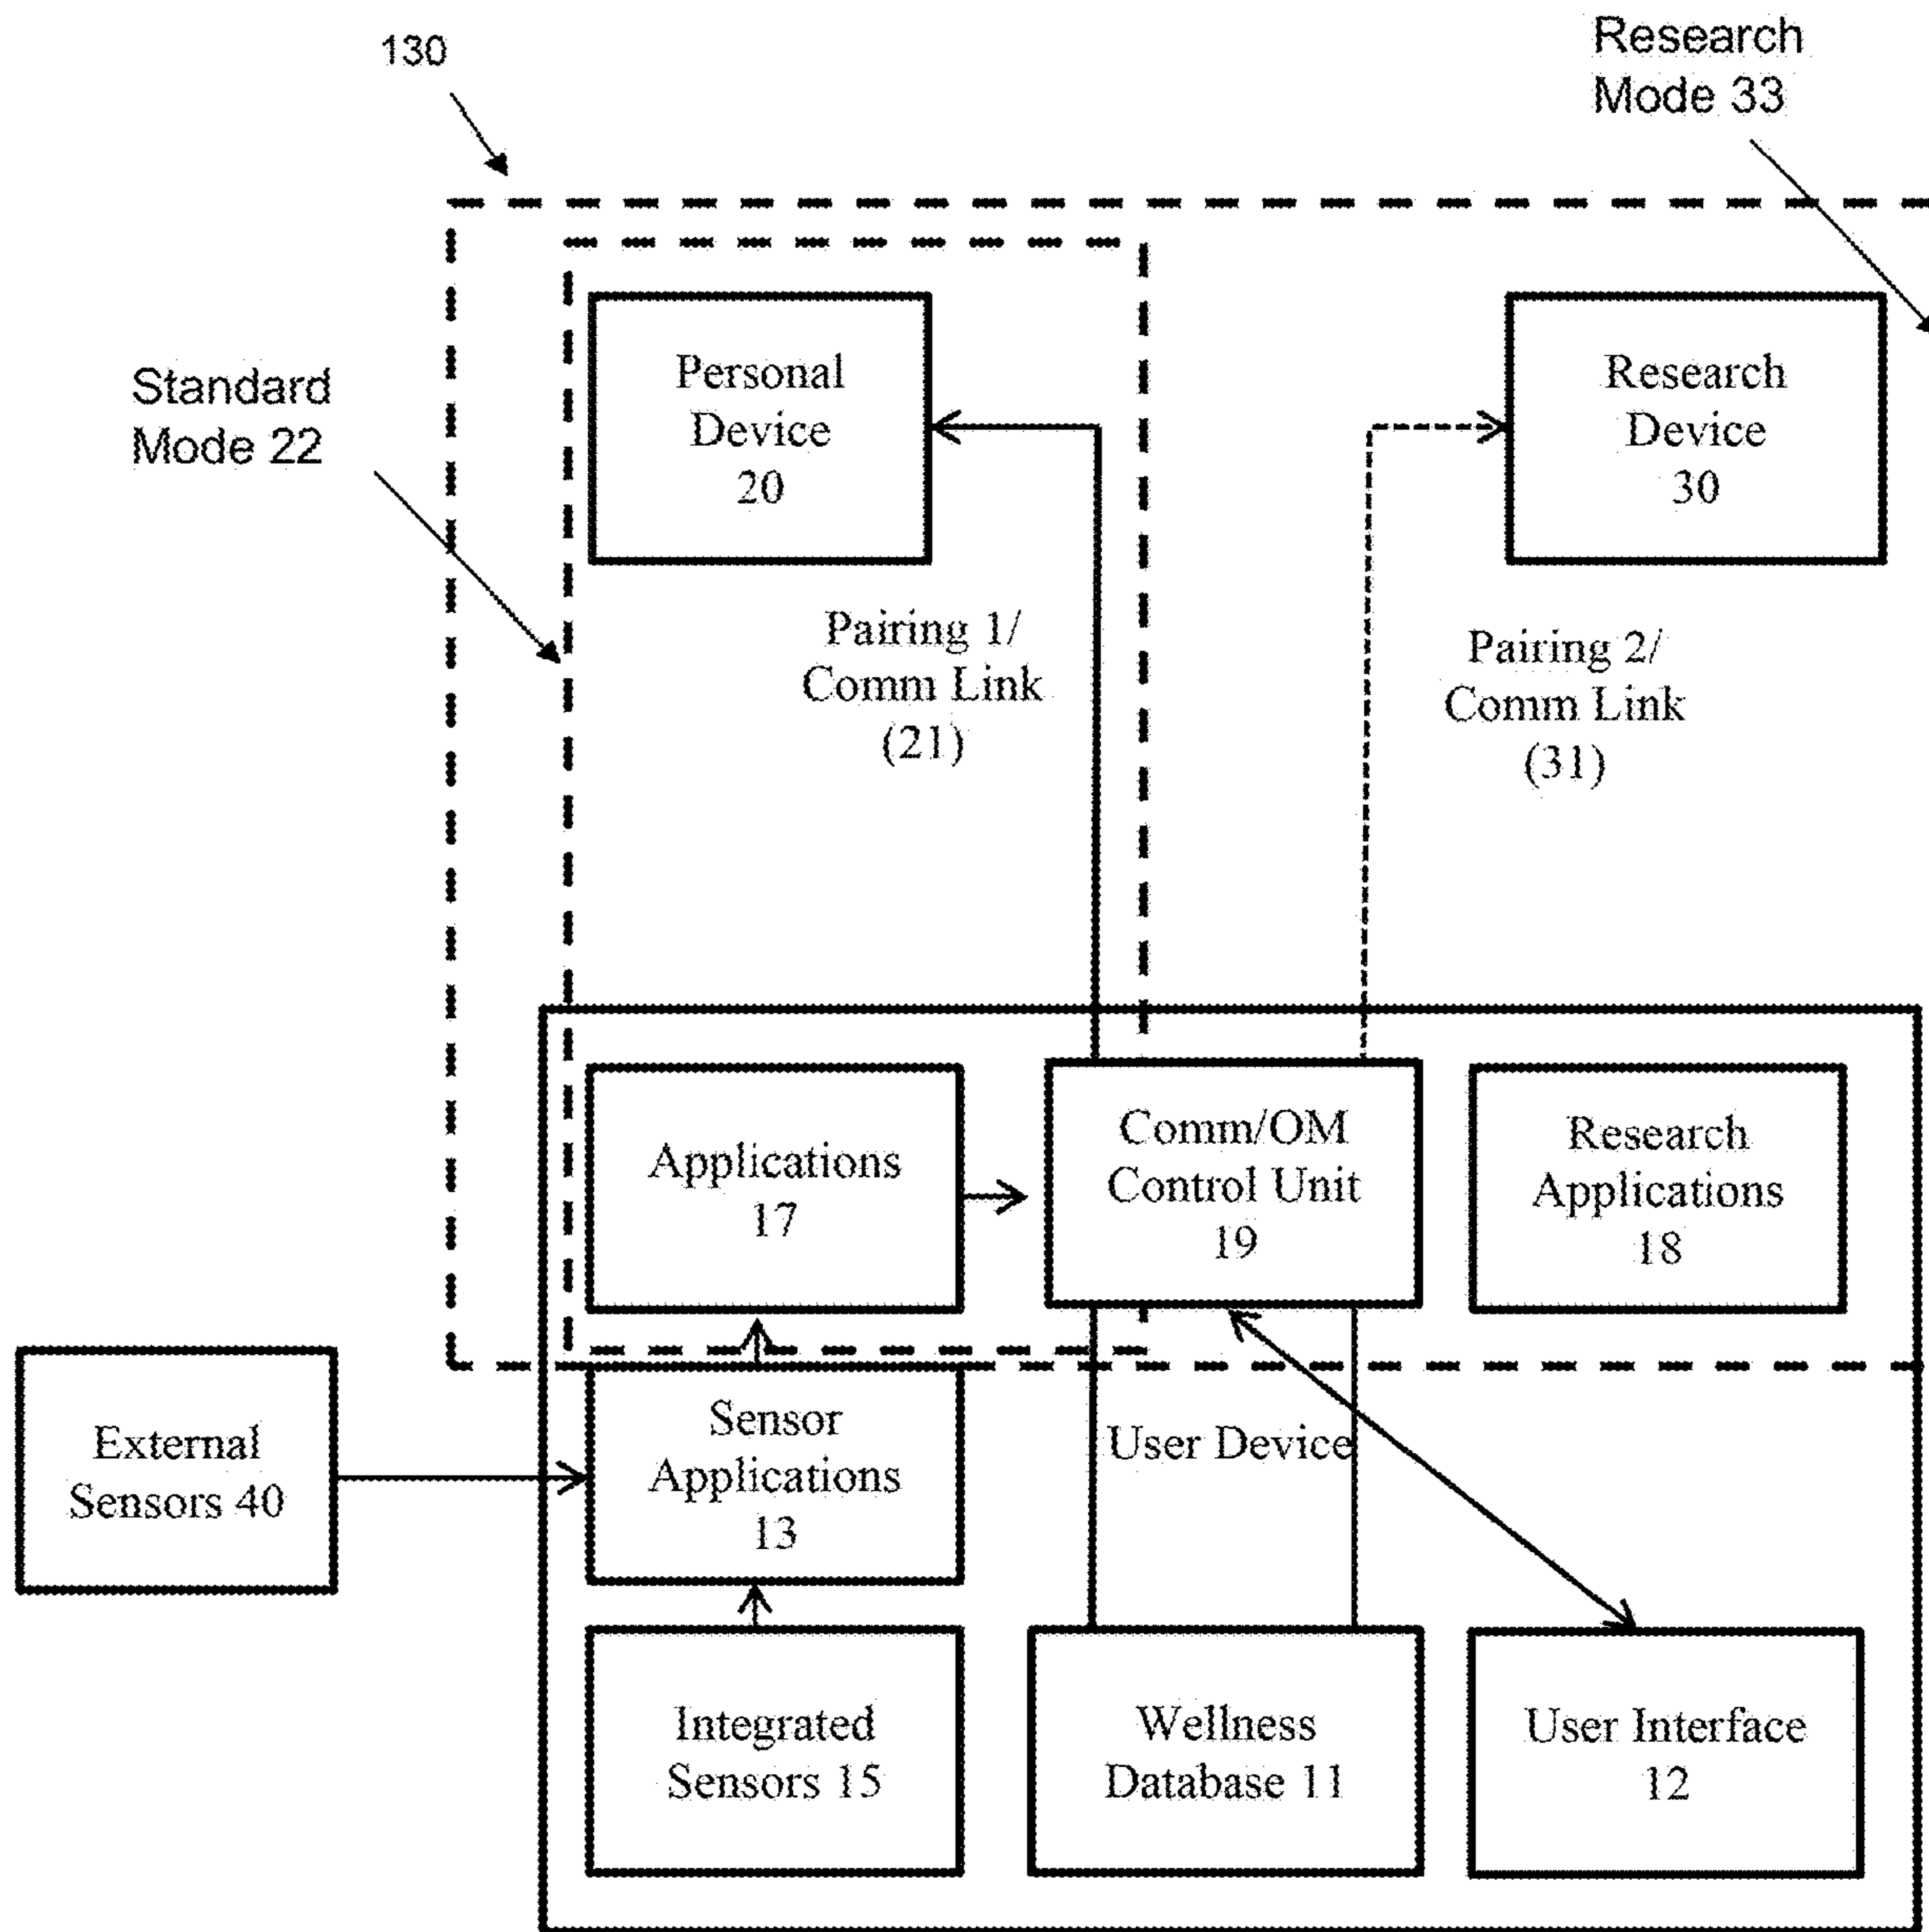 130
Research
Mode 33
Standard
Mode 22
Personal
Device
20
Research
Device
30
Pairing 1/
Comm Link
(21)
Pairing 2/
Comm Link
(31)
Applications
17
Comm/OM
Control Unit
19
Research
Applications
18
External
Sensors 40
Sensor
Applications
13
User Device
Integrated
Sensors 15
Wellness
Database 11
User Interface
12